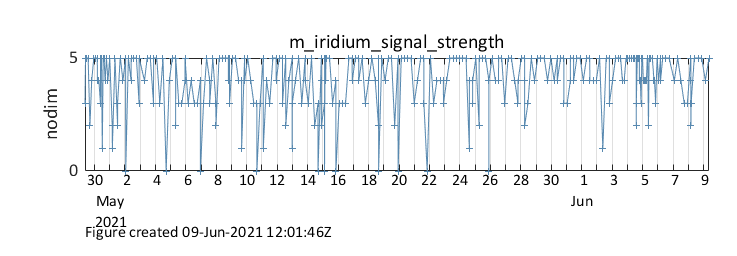 m_iridium_signal_strength
5
nodim
0
30 2 4 6 8 10 12 14 16 18 20 22 24 26 28 30 1 3 5 7 9
May Jun
2021
Figure created 09-Jun-2021 12:01:46Z